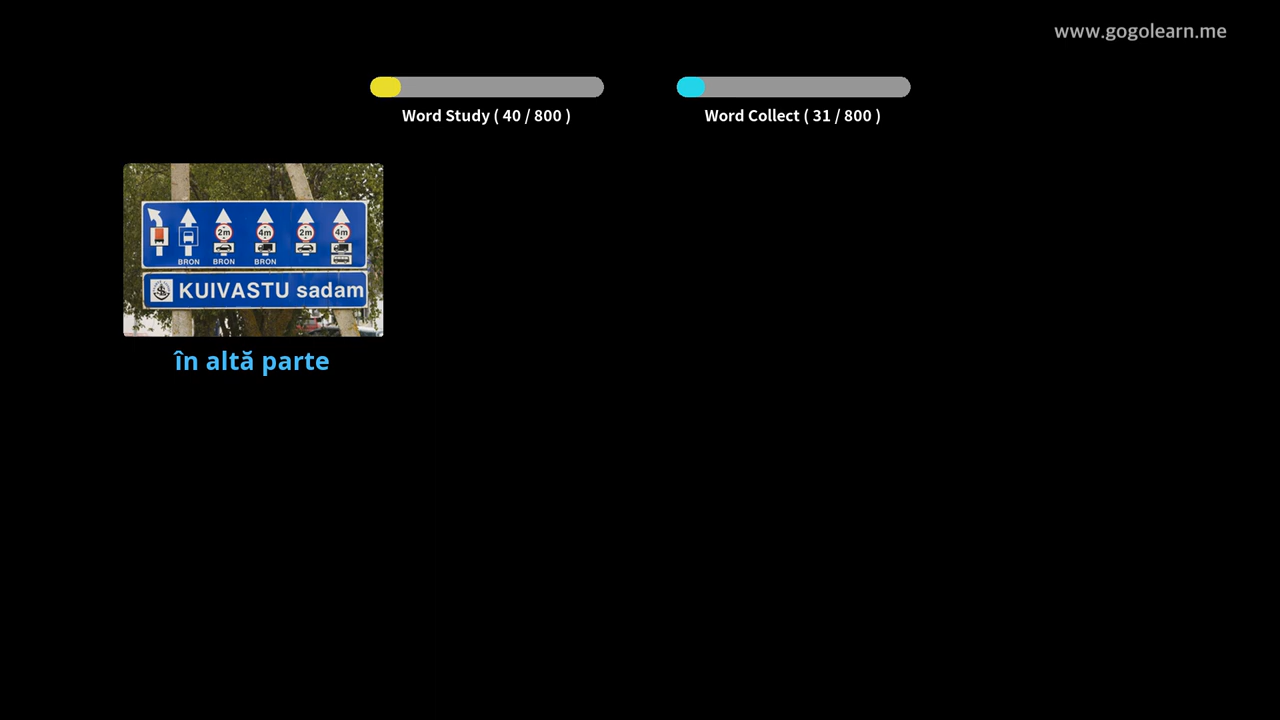 www.gogolearn.me
Word Study ( 40 / 800 )
Word Collect ( 31 / 800 )
2m 4m 2m 4m
BRON BRON BRON
KUIVASTU sadam
în altă parte